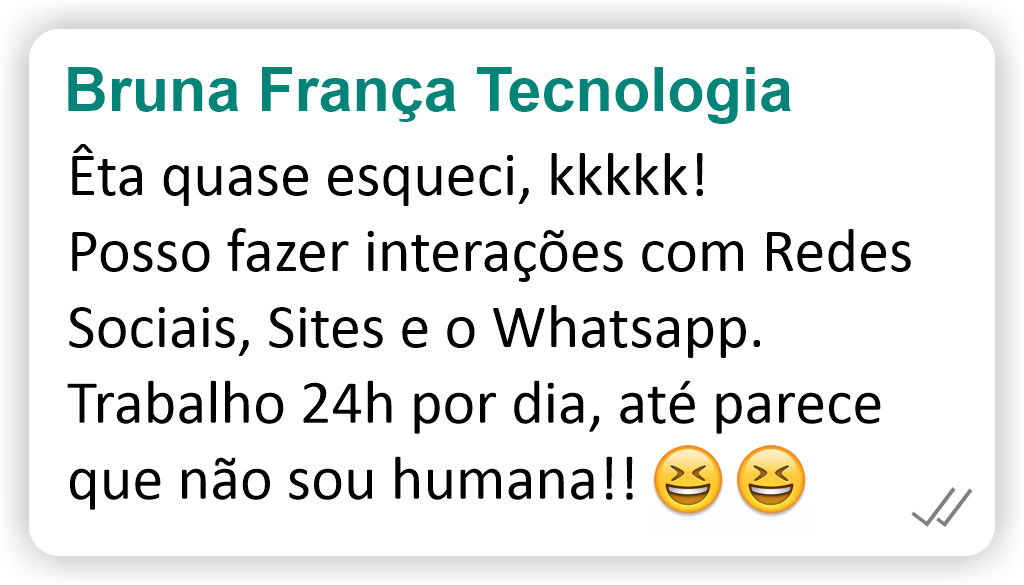 Bruna França Tecnologia
Êta quase esqueci, kkkkk!
Posso fazer interações com Redes
Sociais, Sites e o Whatsapp.
Trabalho 24h por dia, até parece
que não sou humana!! 😆 😆